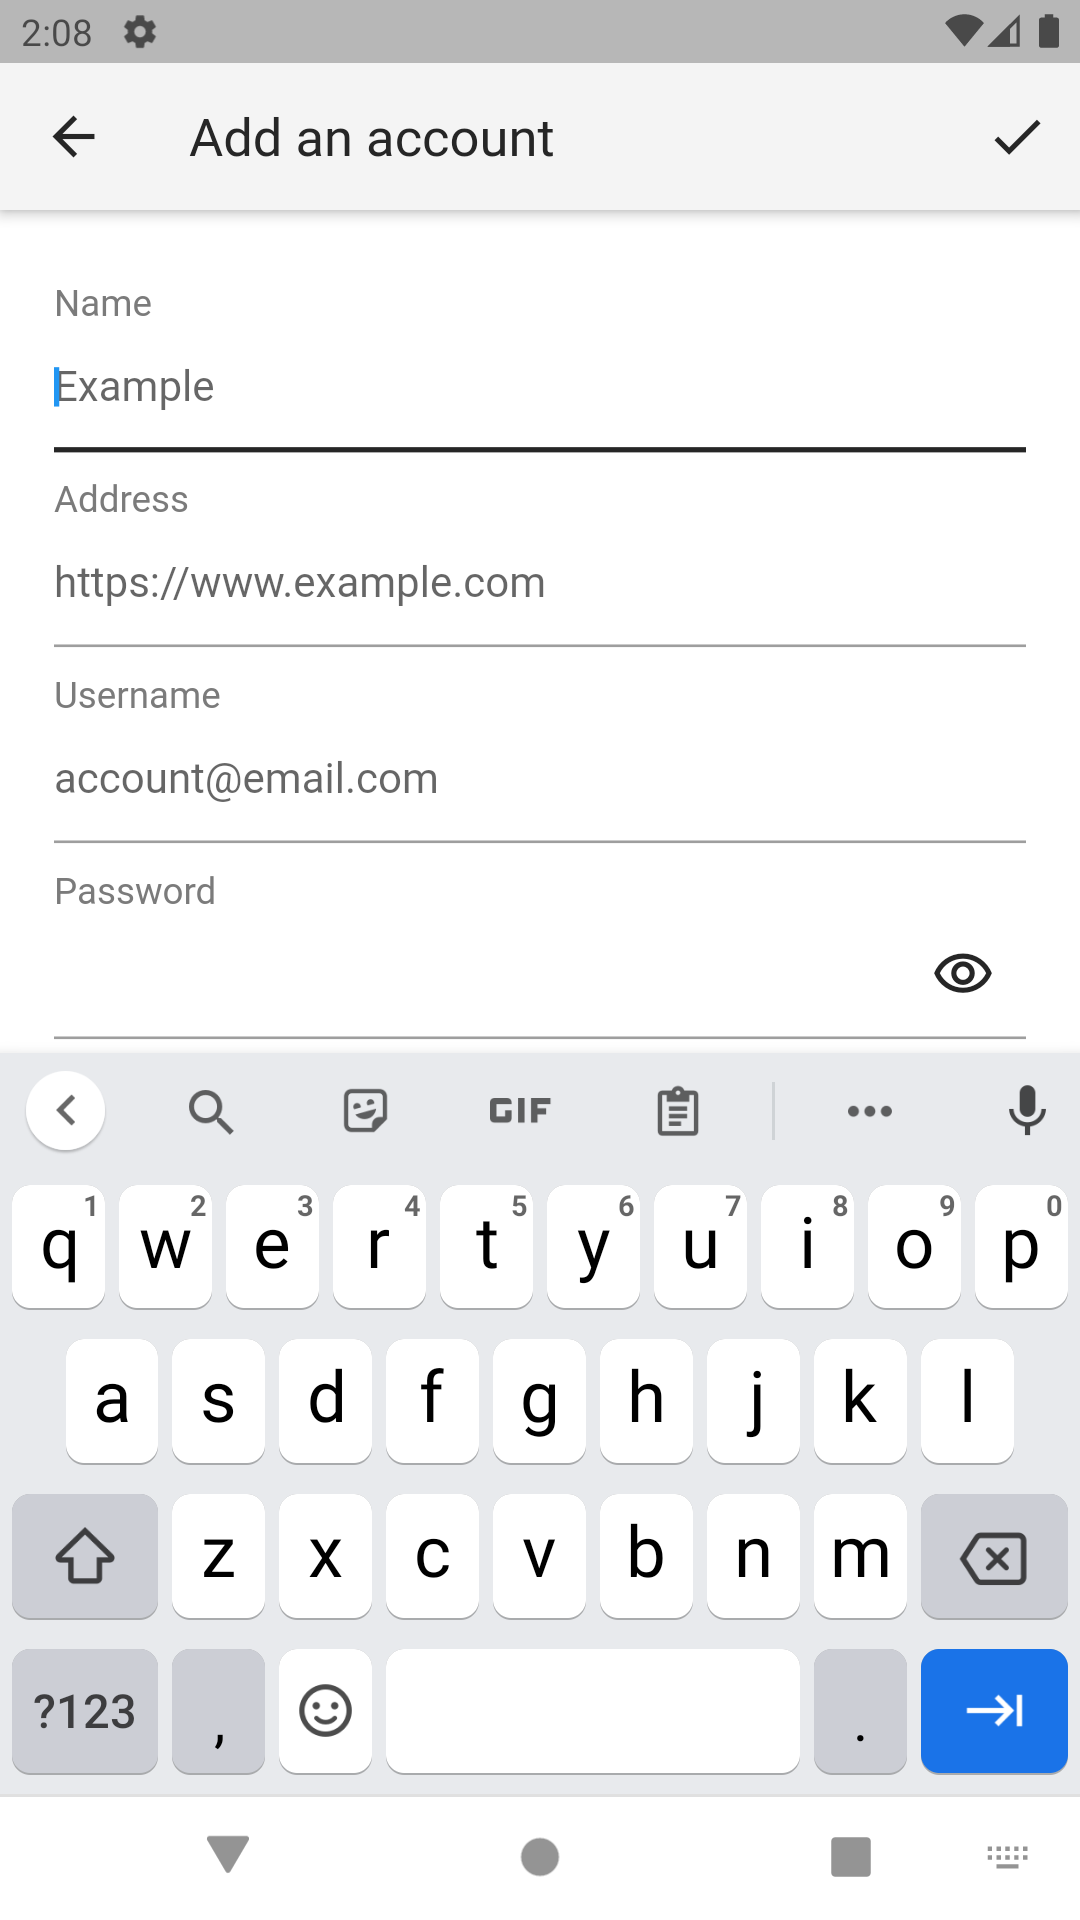 2:08
Add an account
Name
Example
Address
https://www.example.com
Username
account@email.com
Password
GIF
q1 w2 e3 r4 t5 y6 u7 i8 o9 p0
a s d f g h j k l
z x c v b n m
?123 , .